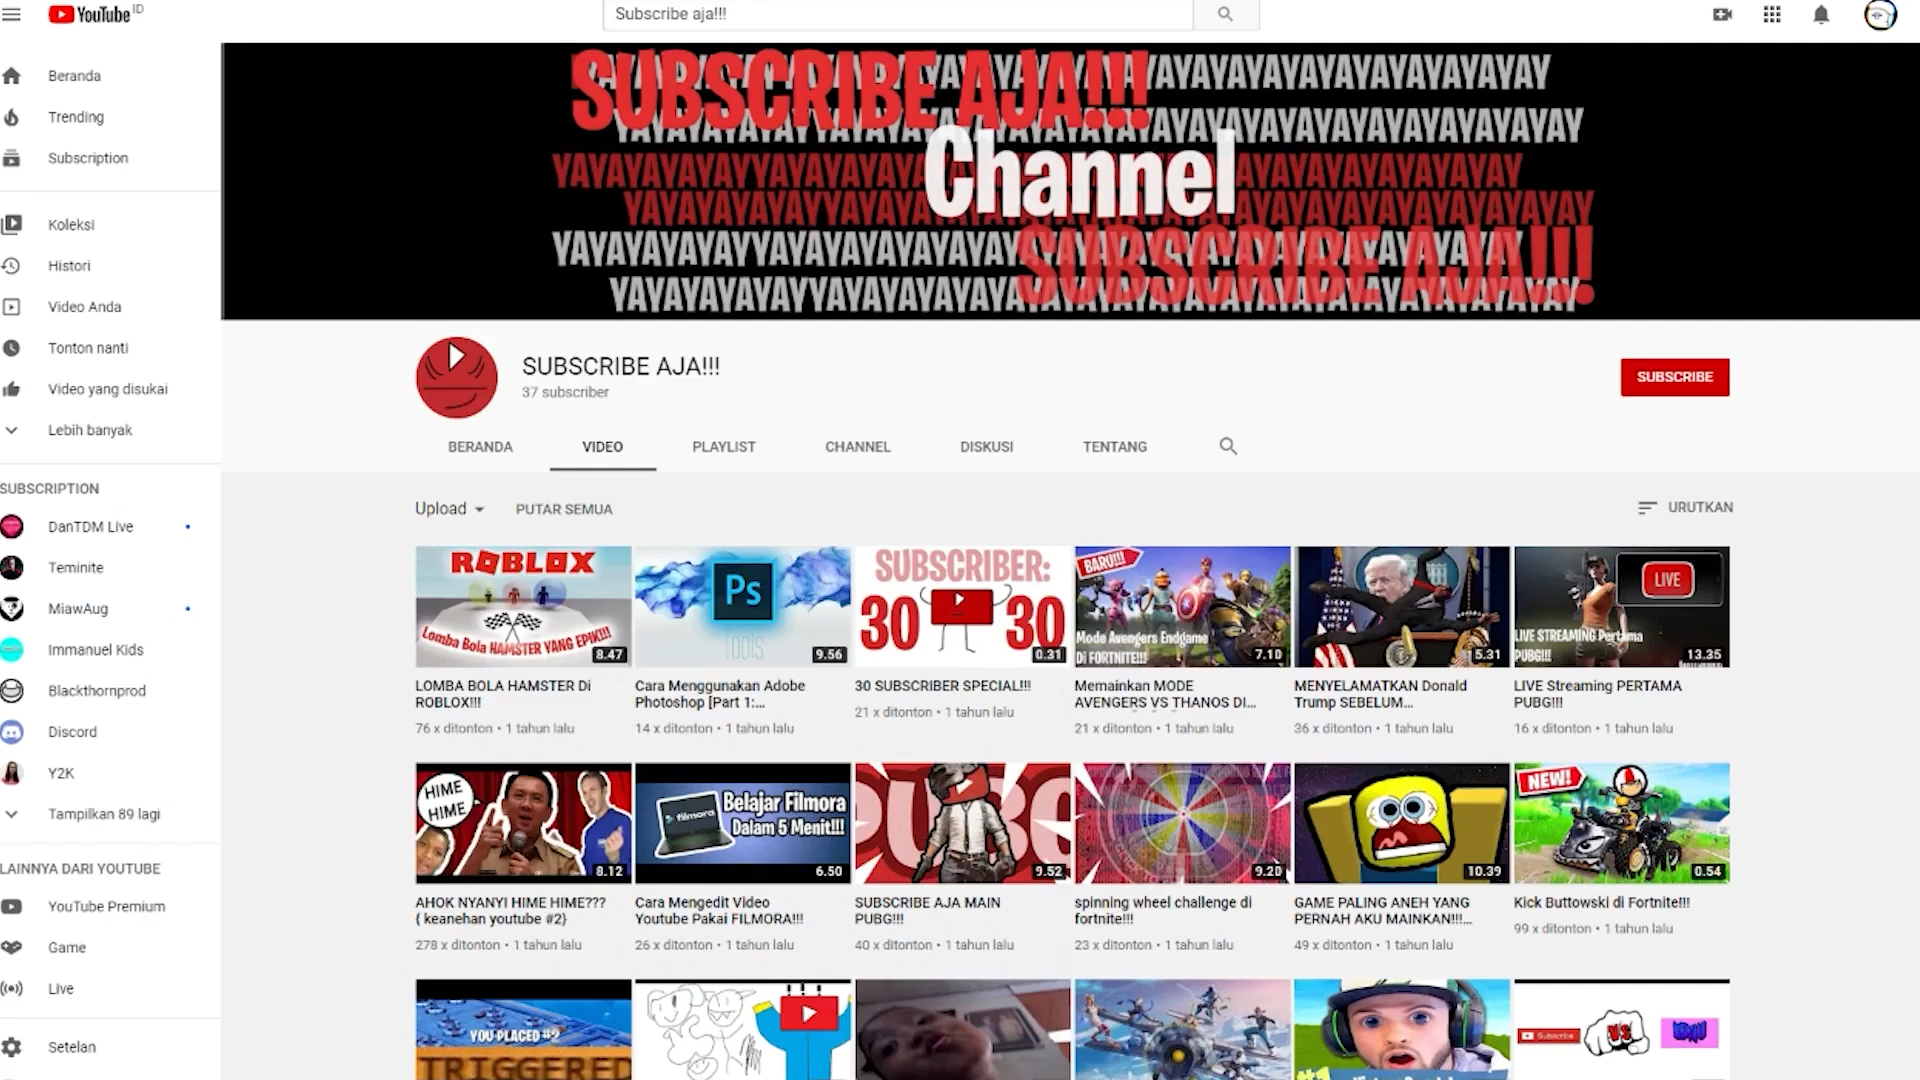 YouTube ID
Subscribe aja!!!
Beranda
Trending
Subscription
Koleksi
Histori
Video Anda
Tonton nanti
Video yang disukai
Lebih banyak
SUBSCRIPTION
DanTDM Live
Teminite
MiawAug
Immanuel Kids
Blackthornprod
Discord
Y2K
Tampilkan 89 lagi
LAINNYA DARI YOUTUBE
YouTube Premium
Game
Live
Setelan
SUBSCRIBE AJA!!!
Channel
SUBSCRIBE AJA!!!
SUBSCRIBE AJA!!!
37 subscriber
SUBSCRIBE
BERANDA VIDEO PLAYLIST CHANNEL DISKUSI TENTANG
Upload PUTAR SEMUA URUTKAN
ROBLOX
Lomba Bola HAMSTER YANG EPIK!!!
8.47
LOMBA BOLA HAMSTER Di
ROBLOX!!!
76 x ditonton • 1 tahun lalu
Ps
Tools
9.56
Cara Menggunakan Adobe
Photoshop [Part 1:...
14 x ditonton • 1 tahun lalu
SUBSCRIBER:
30 30
0.31
30 SUBSCRIBER SPECIAL!!!
21 x ditonton • 1 tahun lalu
BARU!!!
Mode Avengers Endgame
Di FORTNITE!!!
7.10
Memainkan MODE
AVENGERS VS THANOS DI...
21 x ditonton • 1 tahun lalu
5.31
MENYELAMATKAN Donald
Trump SEBELUM...
36 x ditonton • 1 tahun lalu
LIVE
LIVE STREAMING Pertama
PUBG!!!
13.35
LIVE Streaming PERTAMA
PUBG!!!
16 x ditonton • 1 tahun lalu
HIME
HIME
8.12
AHOK NYANYI HIME HIME???
( keanehan youtube #2}
278 x ditonton • 1 tahun lalu
filmora
Belajar Filmora
Dalam 5 Menit!!!
6.50
Cara Mengedit Video
Youtube Pakai FILMORA!!!
26 x ditonton • 1 tahun lalu
PUBG
9.52
SUBSCRIBE AJA MAIN
PUBG!!!
40 x ditonton • 1 tahun lalu
9.20
spinning wheel challenge di
fortnite!!!
23 x ditonton • 1 tahun lalu
10.39
GAME PALING ANEH YANG
PERNAH AKU MAINKAN!!!...
49 x ditonton • 1 tahun lalu
NEW!
0.54
Kick Buttowski di Fortnite!!!
99 x ditonton • 1 tahun lalu
YOU PLACED #2
TRIGGERED
Subscribe
VS